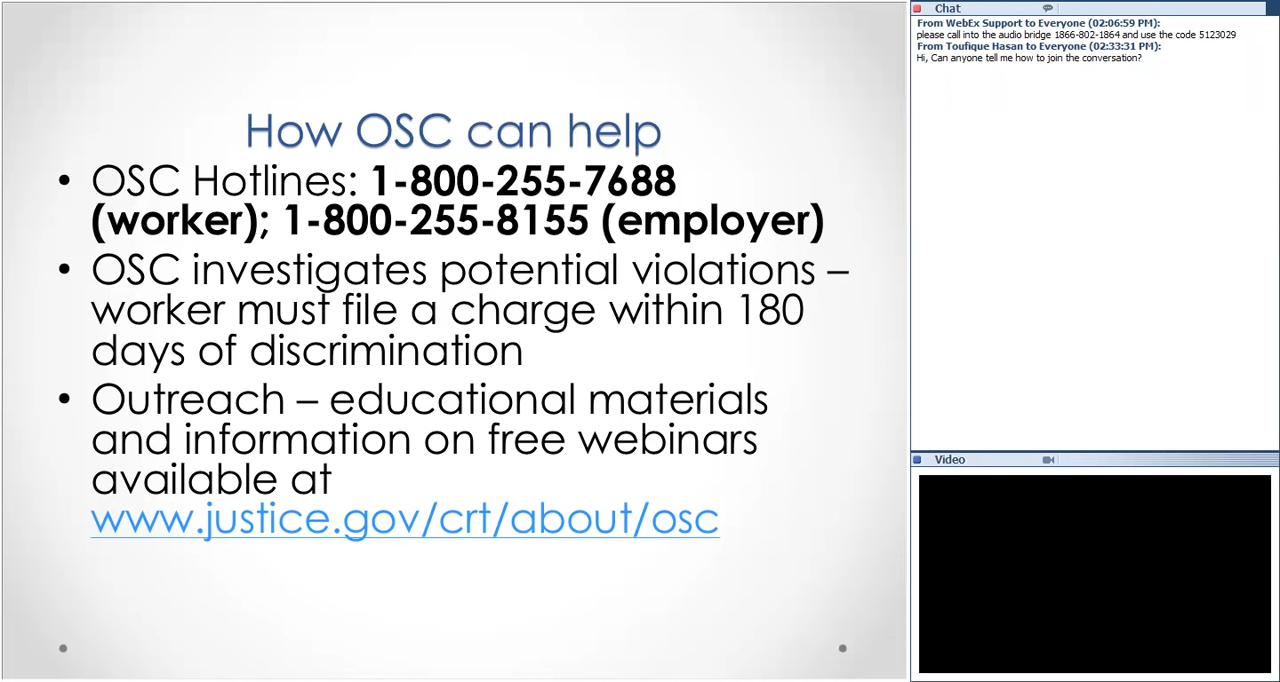 How OSC can help
• OSC Hotlines: 1-800-255-7688
(worker); 1-800-255-8155 (employer)
• OSC investigates potential violations –
worker must file a charge within 180
days of discrimination
• Outreach – educational materials
and information on free webinars
available at
www.justice.gov/crt/about/osc
Chat
From WebEx Support to Everyone (02:06:59 PM):
please call into the audio bridge 1866-802-1864 and use the code 5123029
From Toufique Hasan to Everyone (02:33:31 PM):
Hi, Can anyone tell me how to join the conversation?
Video